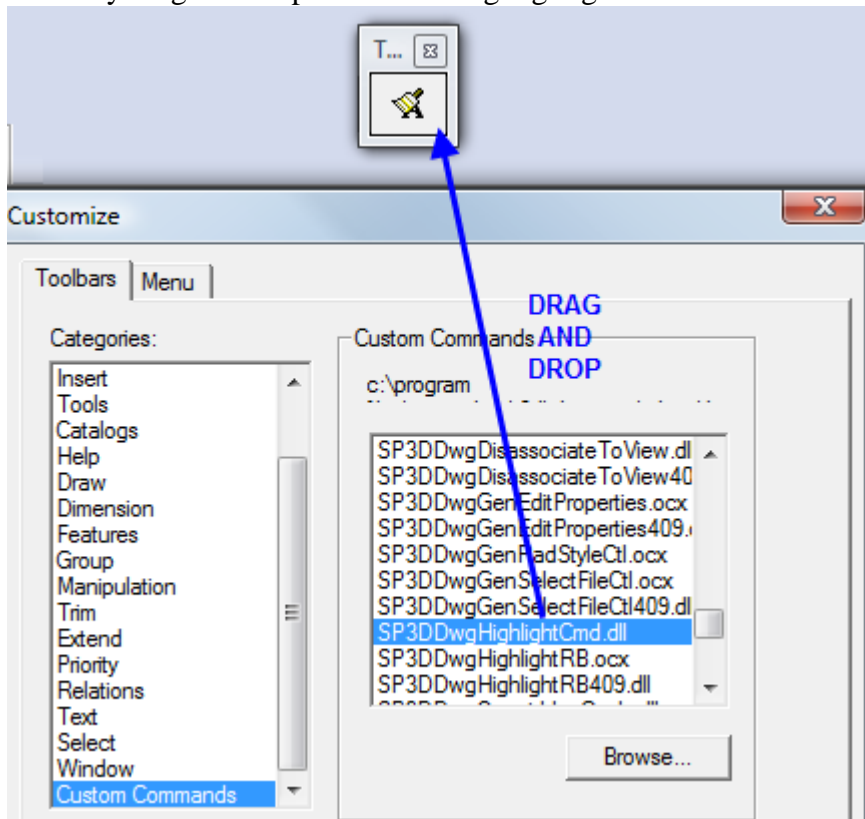 T...
Customize
Toolbars
Menu
DRAG
AND
DROP
Categories:
Insert
Tools
Catalogs
Help
Draw
Dimension
Features
Group
Manipulation
Trim
Extend
Priority
Relations
Text
Select
Window
Custom Commands
Custom Commands
c:\program
SP3DDwgDisassociateToView.dl
SP3DDwgDisassociateToView40
SP3DDwgGenEditProperties.ocx
SP3DDwgGenEditProperties409.
SP3DDwgGenRadStyleCtl.ocx
SP3DDwgGenSelectFileCtl.ocx
SP3DDwgGenSelectFileCtl409.dl
SP3DDwgHighlightCmd.dll
SP3DDwgHighlightRB.ocx
SP3DDwgHighlightRB409.dll
Browse...